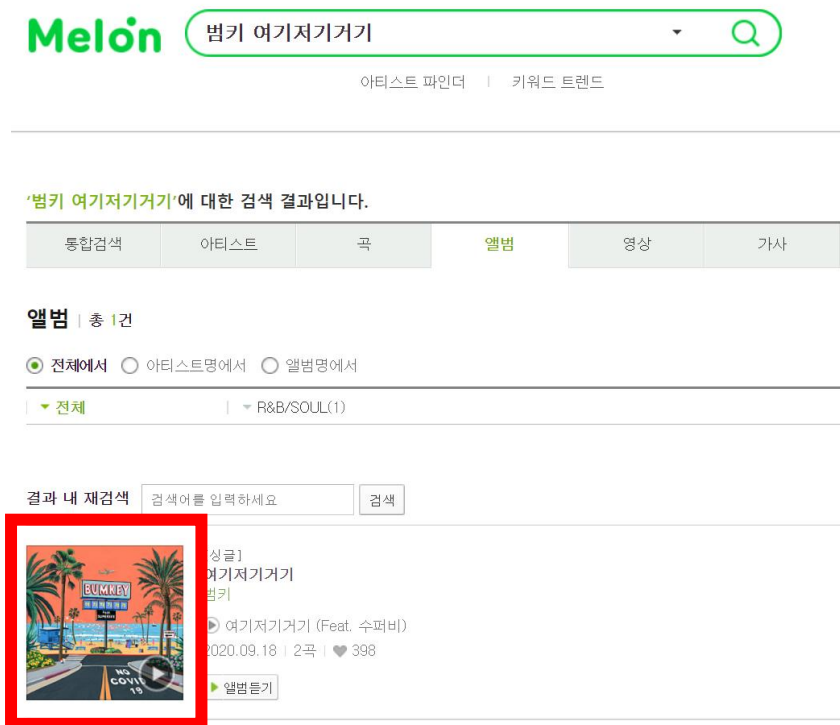 Melon
범키 여기저기거기
아티스트 파인더 | 키워드 트렌드
'범키 여기저기거기'에 대한 검색 결과입니다.
통합검색 아티스트 곡 앨범 영상 가사
앨범 | 총 1건
전체에서 아티스트명에서 앨범명에서
전체 | R&B/SOUL(1)
결과 내 재검색 검색어를 입력하세요 검색
싱글]
여기저기거기
범키
여기저기거기 (Feat. 수퍼비)
2020.09.18 | 2곡 | 398
앨범듣기
BUMKEY
NO
COVID
19